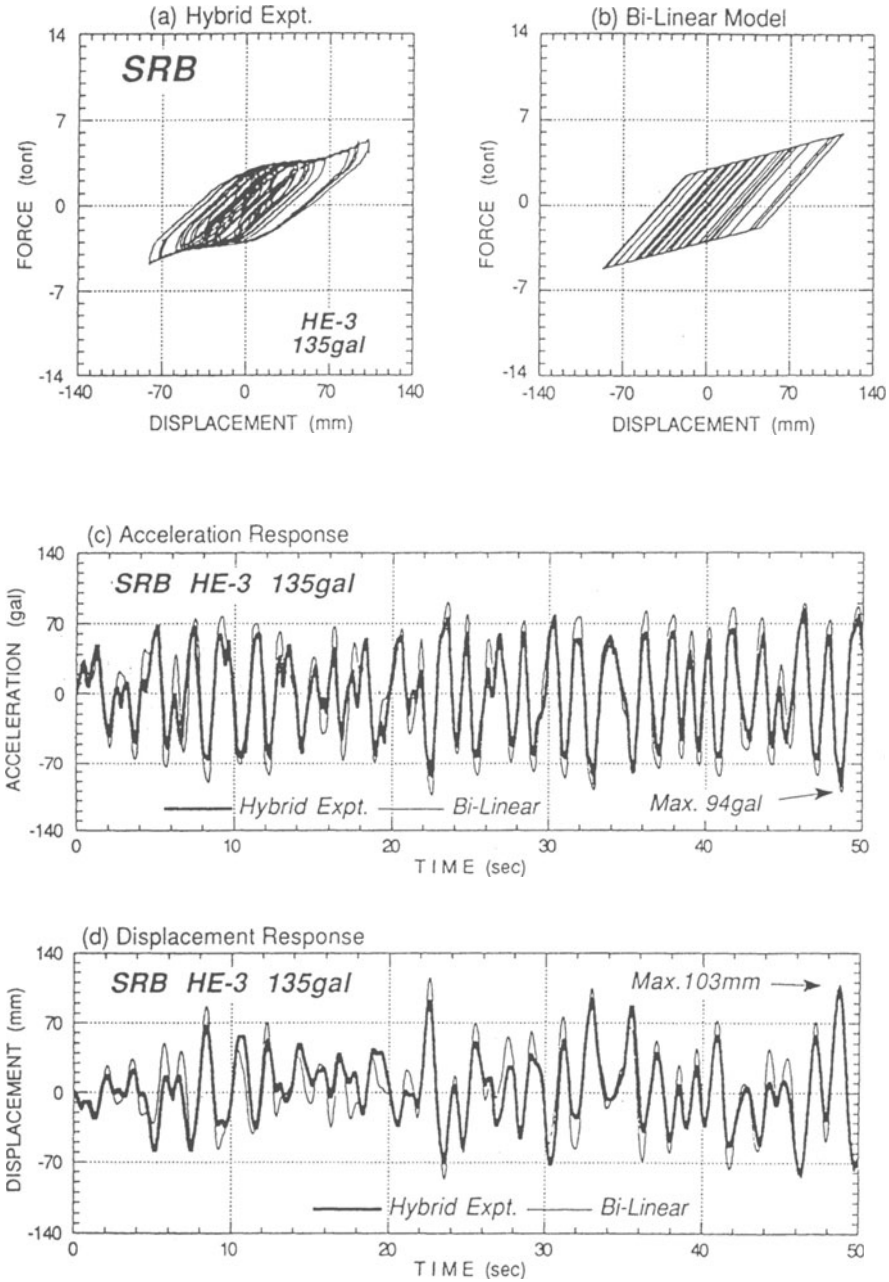 (a) Hybrid Expt.
14
SRB
7
0
-7
-14
FORCE (tonf)
HE-3
135gal
-140 -70 0 70 140
DISPLACEMENT (mm)
(b) Bi-Linear Model
14
7
0
-7
-14
FORCE (tonf)
-140 -70 0 70 140
DISPLACEMENT (mm)
(c) Acceleration Response
140
SRB HE-3 135gal
70
0
-70
-140
ACCELERATION (gal)
Hybrid Expt. Bi-Linear
Max. 94gal
0 10 20 30 40 50
TIME (sec)
(d) Displacement Response
140
SRB HE-3 135gal
Max.103mm
70
0
-70
-140
DISPLACEMENT (mm)
Hybrid Expt. Bi-Linear
0 10 20 30 40 50
TIME (sec)